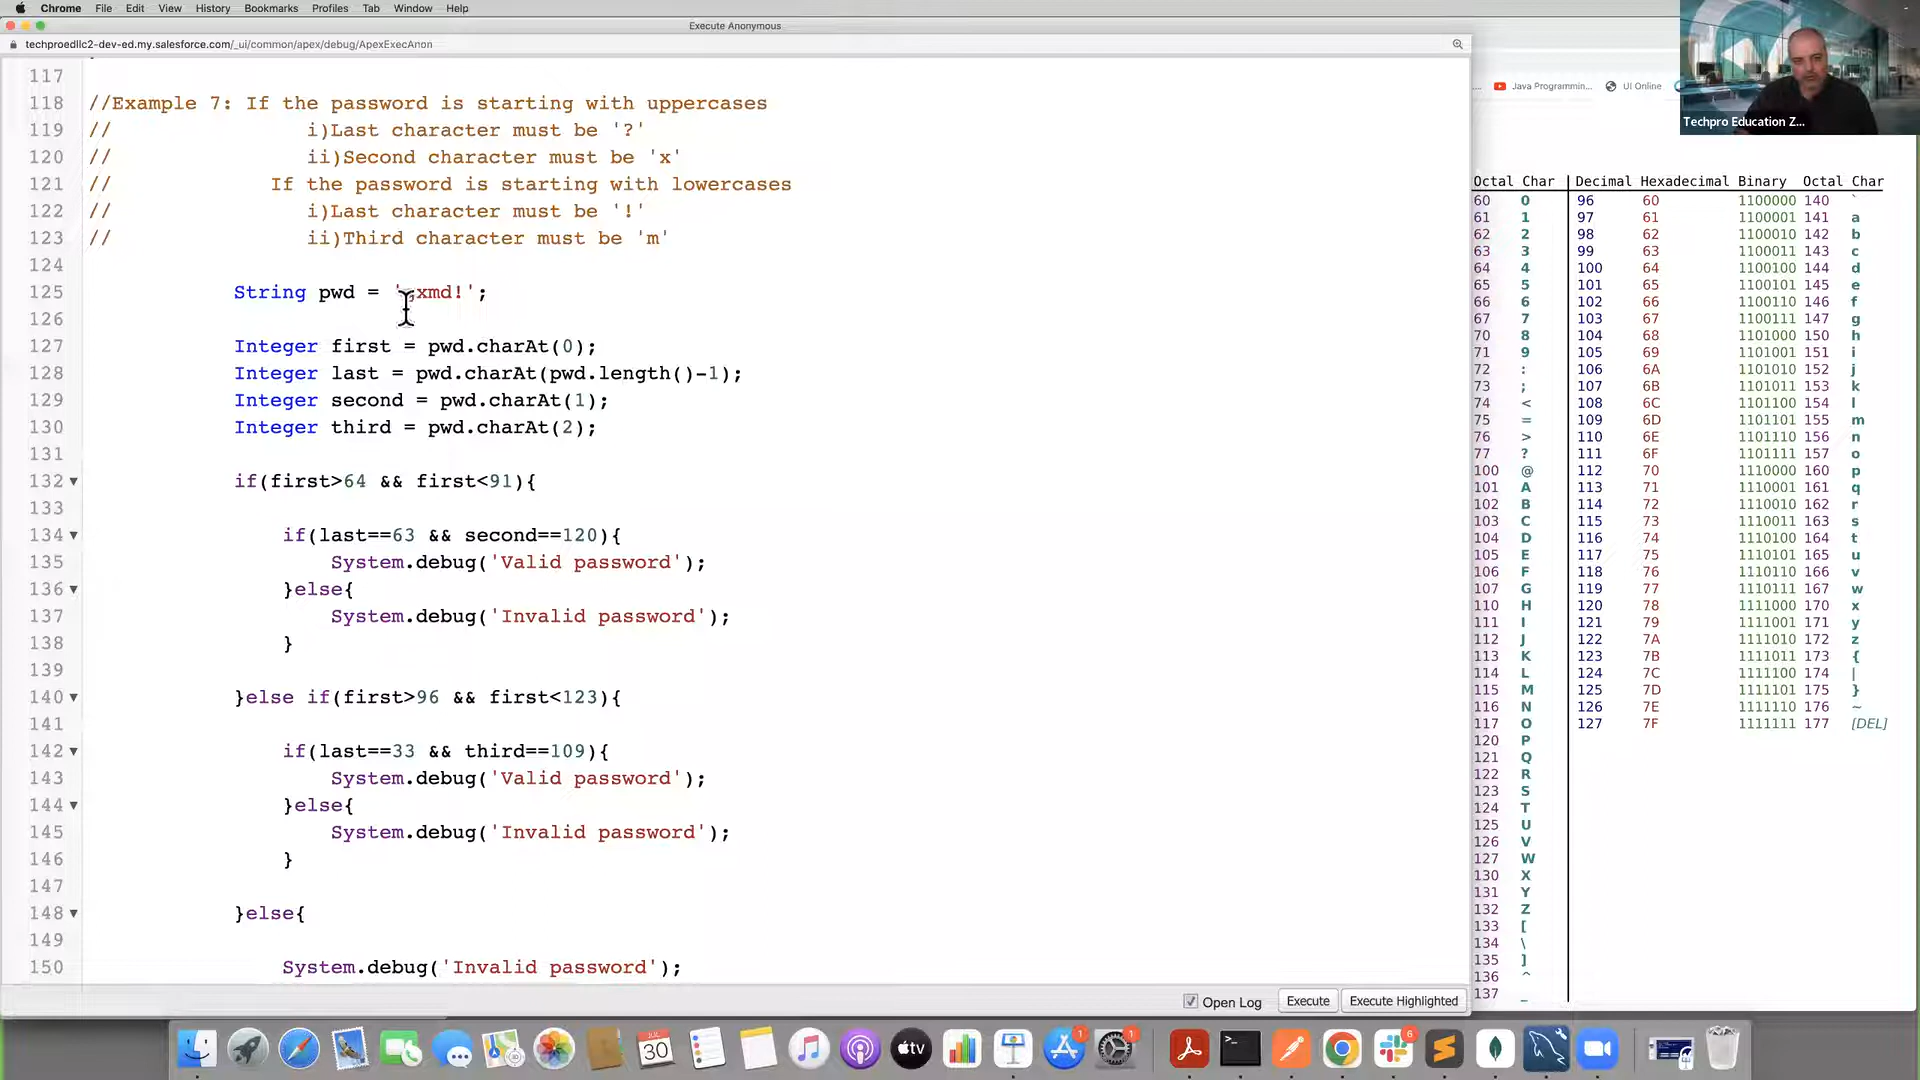 Chrome File Edit View History Bookmarks Profiles Tab Window Help
Execute Anonymous
techproedllc2-dev-ed.my.salesforce.com/_ui/common/apex/debug/ApexExecAnon
Java Programmin... UI Online
Techpro Education Z...
117
118 //Example 7: If the password is starting with uppercases
119 // i)Last character must be '?'
120 // ii)Second character must be 'x'
121 // If the password is starting with lowercases
122 // i)Last character must be '!'
123 // ii)Third character must be 'm'
124
125 String pwd = ',xmd!';
126
127 Integer first = pwd.charAt(0);
128 Integer last = pwd.charAt(pwd.length()-1);
129 Integer second = pwd.charAt(1);
130 Integer third = pwd.charAt(2);
131
132 if(first>64 && first<91){
133
134 if(last==63 && second==120){
135 System.debug('Valid password');
136 }else{
137 System.debug('Invalid password');
138 }
139
140 }else if(first>96 && first<123){
141
142 if(last==33 && third==109){
143 System.debug('Valid password');
144 }else{
145 System.debug('Invalid password');
146 }
147
148 }else{
149
150 System.debug('Invalid password');
Open Log Execute Execute Highlighted
Octal Char Decimal Hexadecimal Binary Octal Char
60 0 96 60 1100000 140 `
61 1 97 61 1100001 141 a
62 2 98 62 1100010 142 b
63 3 99 63 1100011 143 c
64 4 100 64 1100100 144 d
65 5 101 65 1100101 145 e
66 6 102 66 1100110 146 f
67 7 103 67 1100111 147 g
70 8 104 68 1101000 150 h
71 9 105 69 1101001 151 i
72 : 106 6A 1101010 152 j
73 ; 107 6B 1101011 153 k
74 < 108 6C 1101100 154 l
75 = 109 6D 1101101 155 m
76 > 110 6E 1101110 156 n
77 ? 111 6F 1101111 157 o
100 @ 112 70 1110000 160 p
101 A 113 71 1110001 161 q
102 B 114 72 1110010 162 r
103 C 115 73 1110011 163 s
104 D 116 74 1110100 164 t
105 E 117 75 1110101 165 u
106 F 118 76 1110110 166 v
107 G 119 77 1110111 167 w
110 H 120 78 1111000 170 x
111 I 121 79 1111001 171 y
112 J 122 7A 1111010 172 z
113 K 123 7B 1111011 173 {
114 L 124 7C 1111100 174 |
115 M 125 7D 1111101 175 }
116 N 126 7E 1111110 176 ~
117 O 127 7F 1111111 177 [DEL]
120 P
121 Q
122 R
123 S
124 T
125 U
126 V
127 W
130 X
131 Y
132 Z
133 [
134 \
135 ]
136 ^
137 _
JUL
30
tv
1
1
6